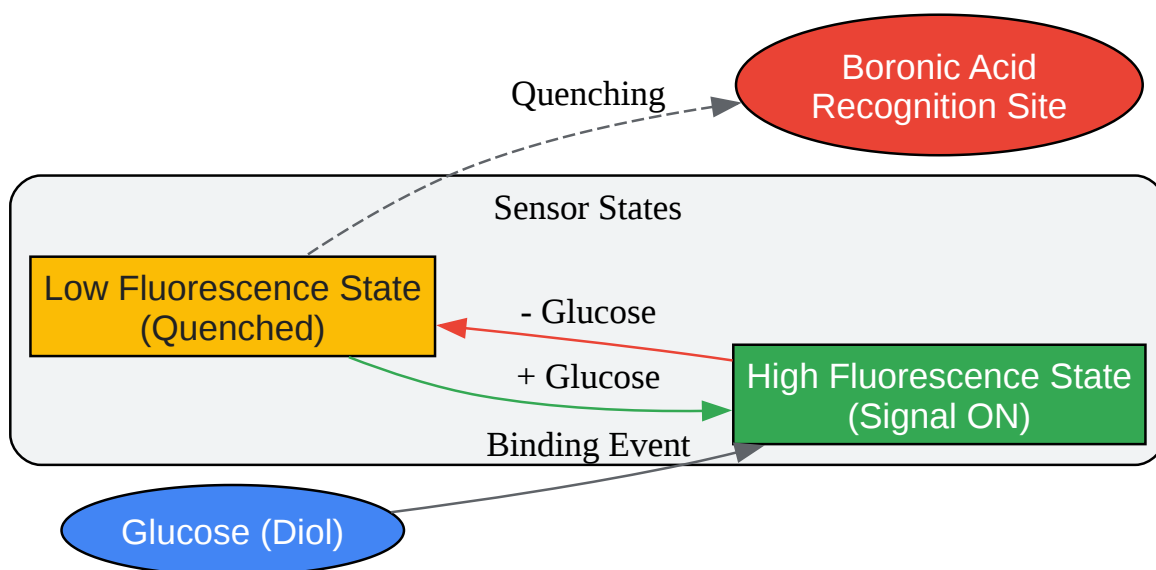 Boronic Acid
Recognition Site
Quenching
Sensor States
Low Fluorescence State
(Quenched)
- Glucose
+ Glucose
High Fluorescence State
(Signal ON)
Binding Event
Glucose (Diol)